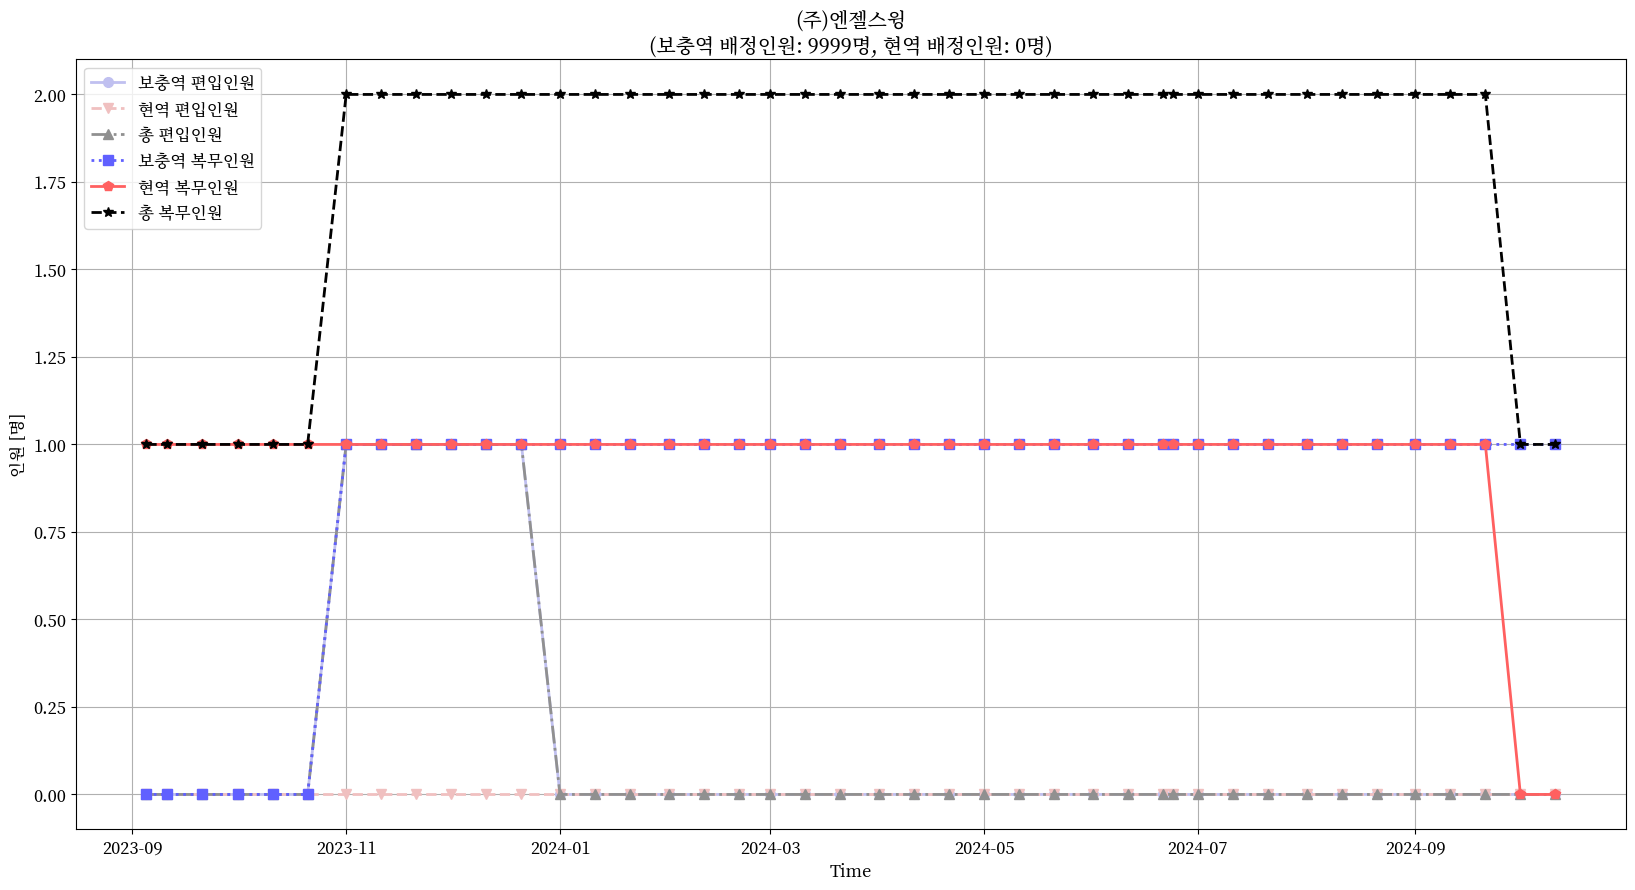 (주)엔젤스윙
(보충역 배정인원: 9999명, 현역 배정인원: 0명)
보충역 편입인원
현역 편입인원
총 편입인원
보충역 복무인원
현역 복무인원
총 복무인원
2.00
1.75
1.50
1.25
1.00
0.75
0.50
0.25
0.00
인원 [명]
2023-09 2023-11 2024-01 2024-03 2024-05 2024-07 2024-09
Time